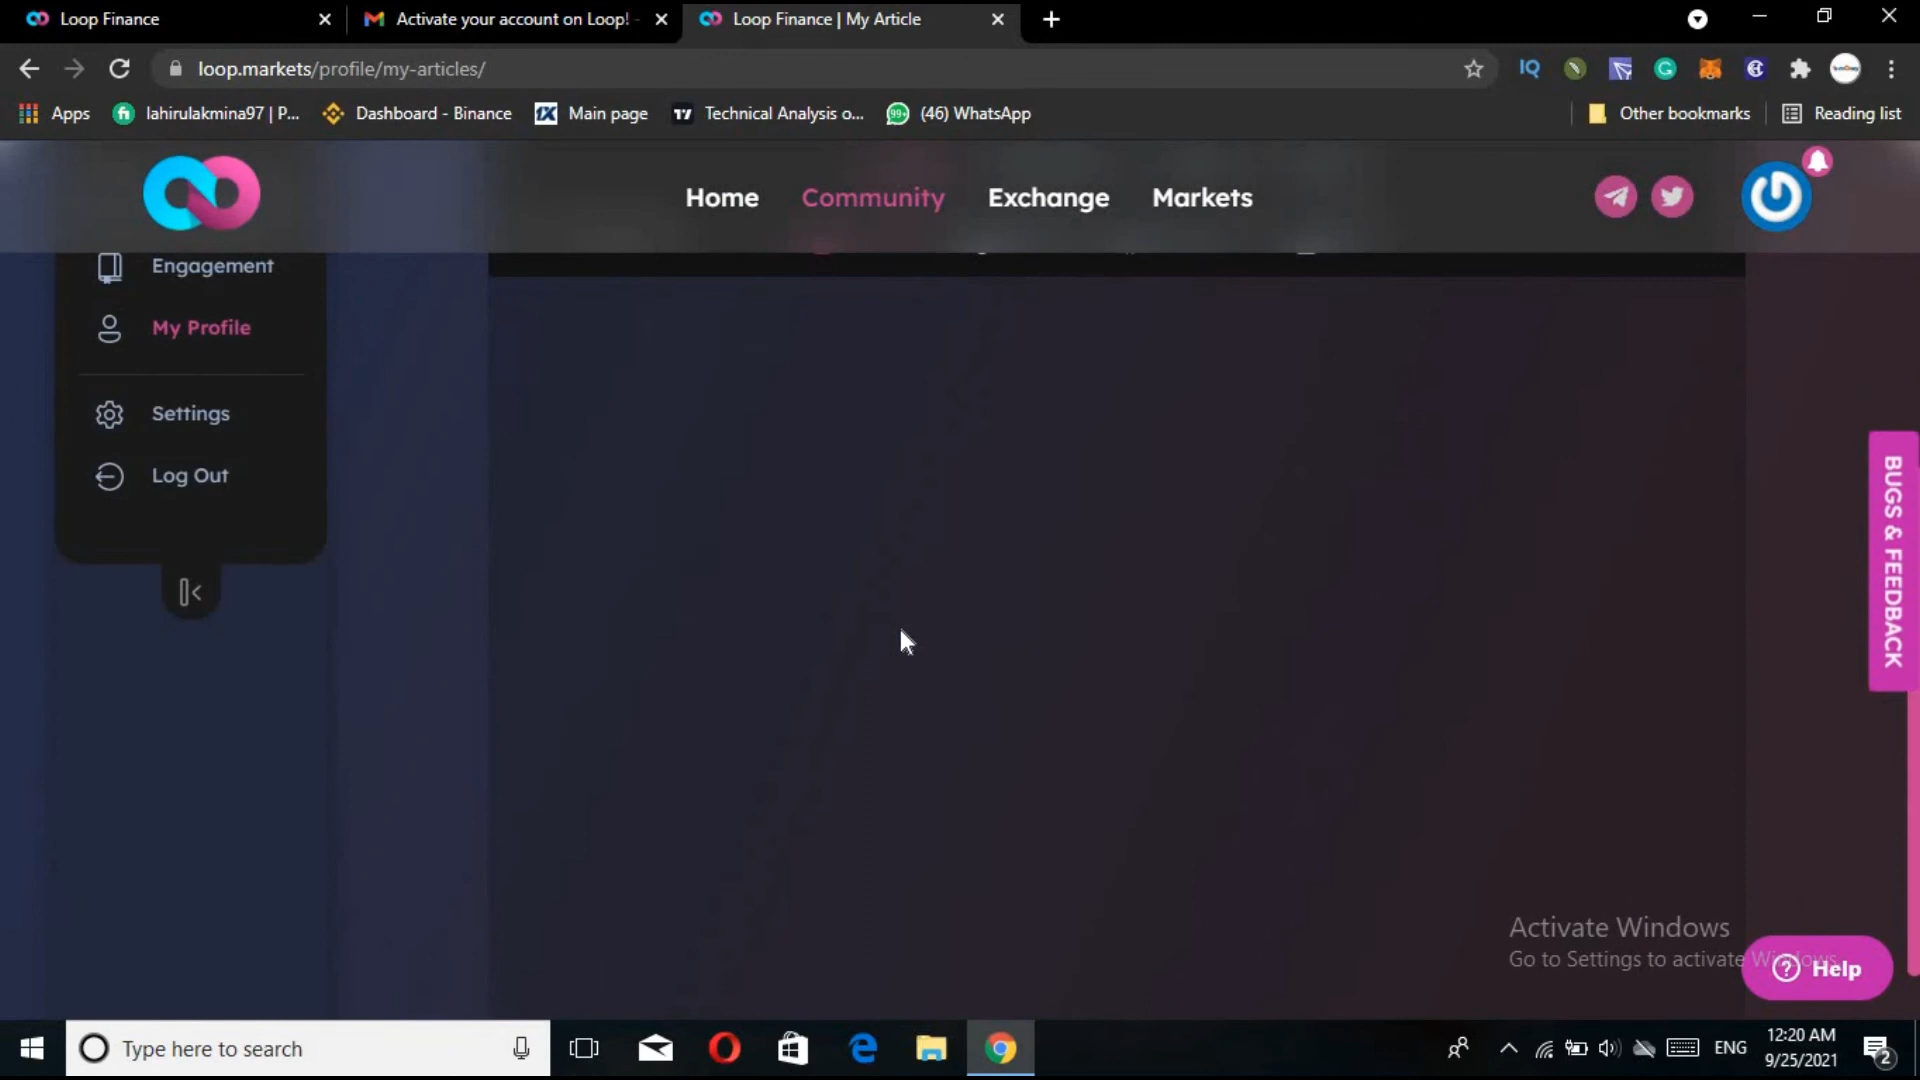 Loop Finance
Activate your account on Loop! -
Loop Finance | My Article
loop.markets/profile/my-articles/
Apps
lahirulakmina97 | P...
Dashboard - Binance
Main page
Technical Analysis o...
(46) WhatsApp
Other bookmarks
Reading list
Home
Community
Exchange
Markets
Engagement
My Profile
Settings
Log Out
BUGS & FEEDBACK
Activate Windows
Go to Settings to activate Windows.
Help
Type here to search
ENG
12:20 AM
9/25/2021
2